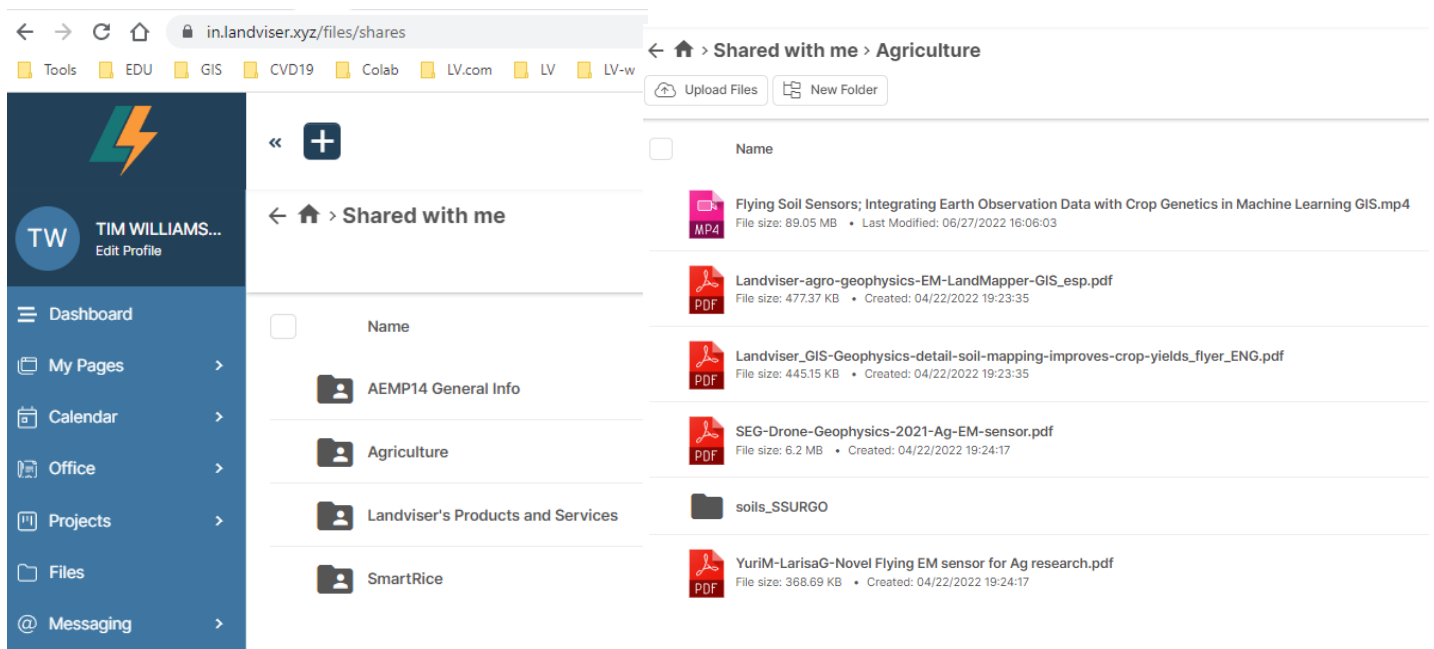 in.landviser.xyz/files/shares
Tools EDU GIS CVD19 Colab LV.com LV LV-w
TW
TIM WILLIAMS...
Edit Profile
Dashboard
My Pages
Calendar
Office
Projects
Files
@ Messaging
« +
← > Shared with me
Name
AEMP14 General Info
Agriculture
Landviser's Products and Services
SmartRice
← > Shared with me > Agriculture
Upload Files New Folder
Name
MP4
Flying Soil Sensors; Integrating Earth Observation Data with Crop Genetics in Machine Learning GIS.mp4
File size: 89.05 MB • Last Modified: 06/27/2022 16:06:03
PDF
Landviser-agro-geophysics-EM-LandMapper-GIS_esp.pdf
File size: 477.37 KB • Created: 04/22/2022 19:23:35
PDF
Landviser_GIS-Geophysics-detail-soil-mapping-improves-crop-yields_flyer_ENG.pdf
File size: 445.15 KB • Created: 04/22/2022 19:23:35
PDF
SEG-Drone-Geophysics-2021-Ag-EM-sensor.pdf
File size: 6.2 MB • Created: 04/22/2022 19:24:17
soils_SSURGO
PDF
YuriM-LarisaG-Novel Flying EM sensor for Ag research.pdf
File size: 368.69 KB • Created: 04/22/2022 19:24:17